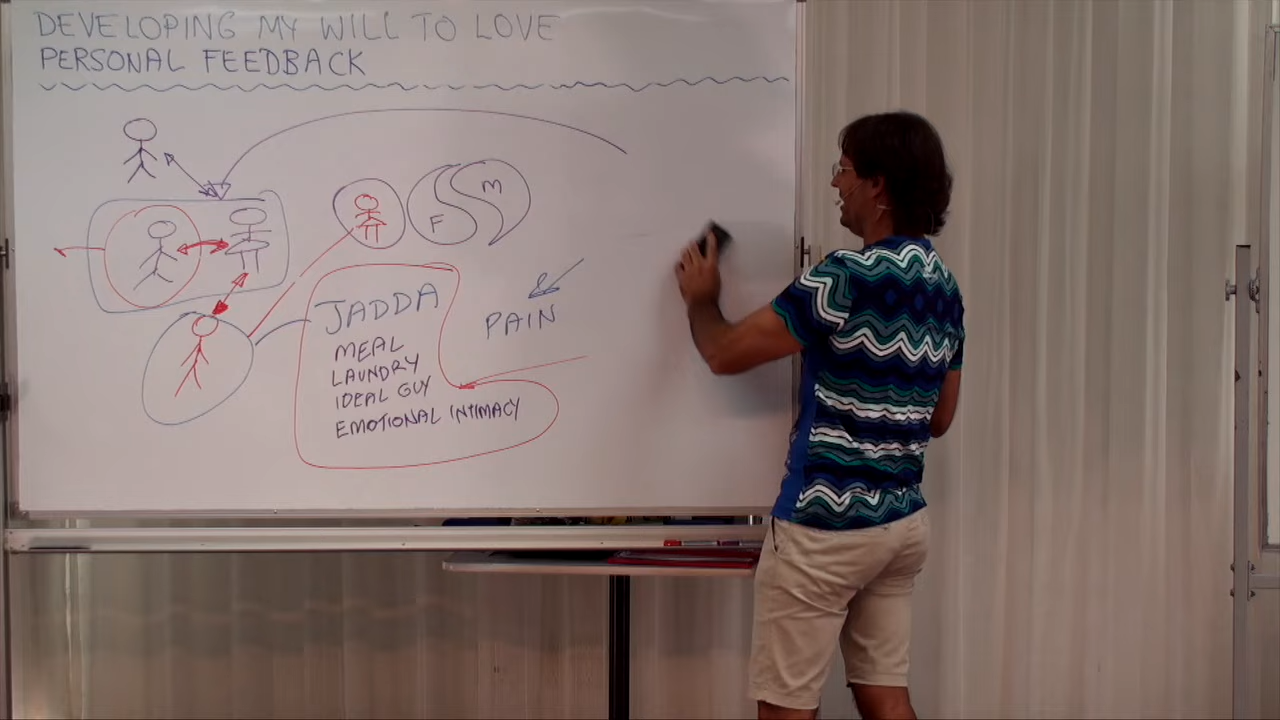 DEVELOPING MY WILL TO LOVE
PERSONAL FEEDBACK
F
M
JADDA
MEAL
LAUNDRY
IDEAL GUY
EMOTIONAL INTIMACY
PAIN